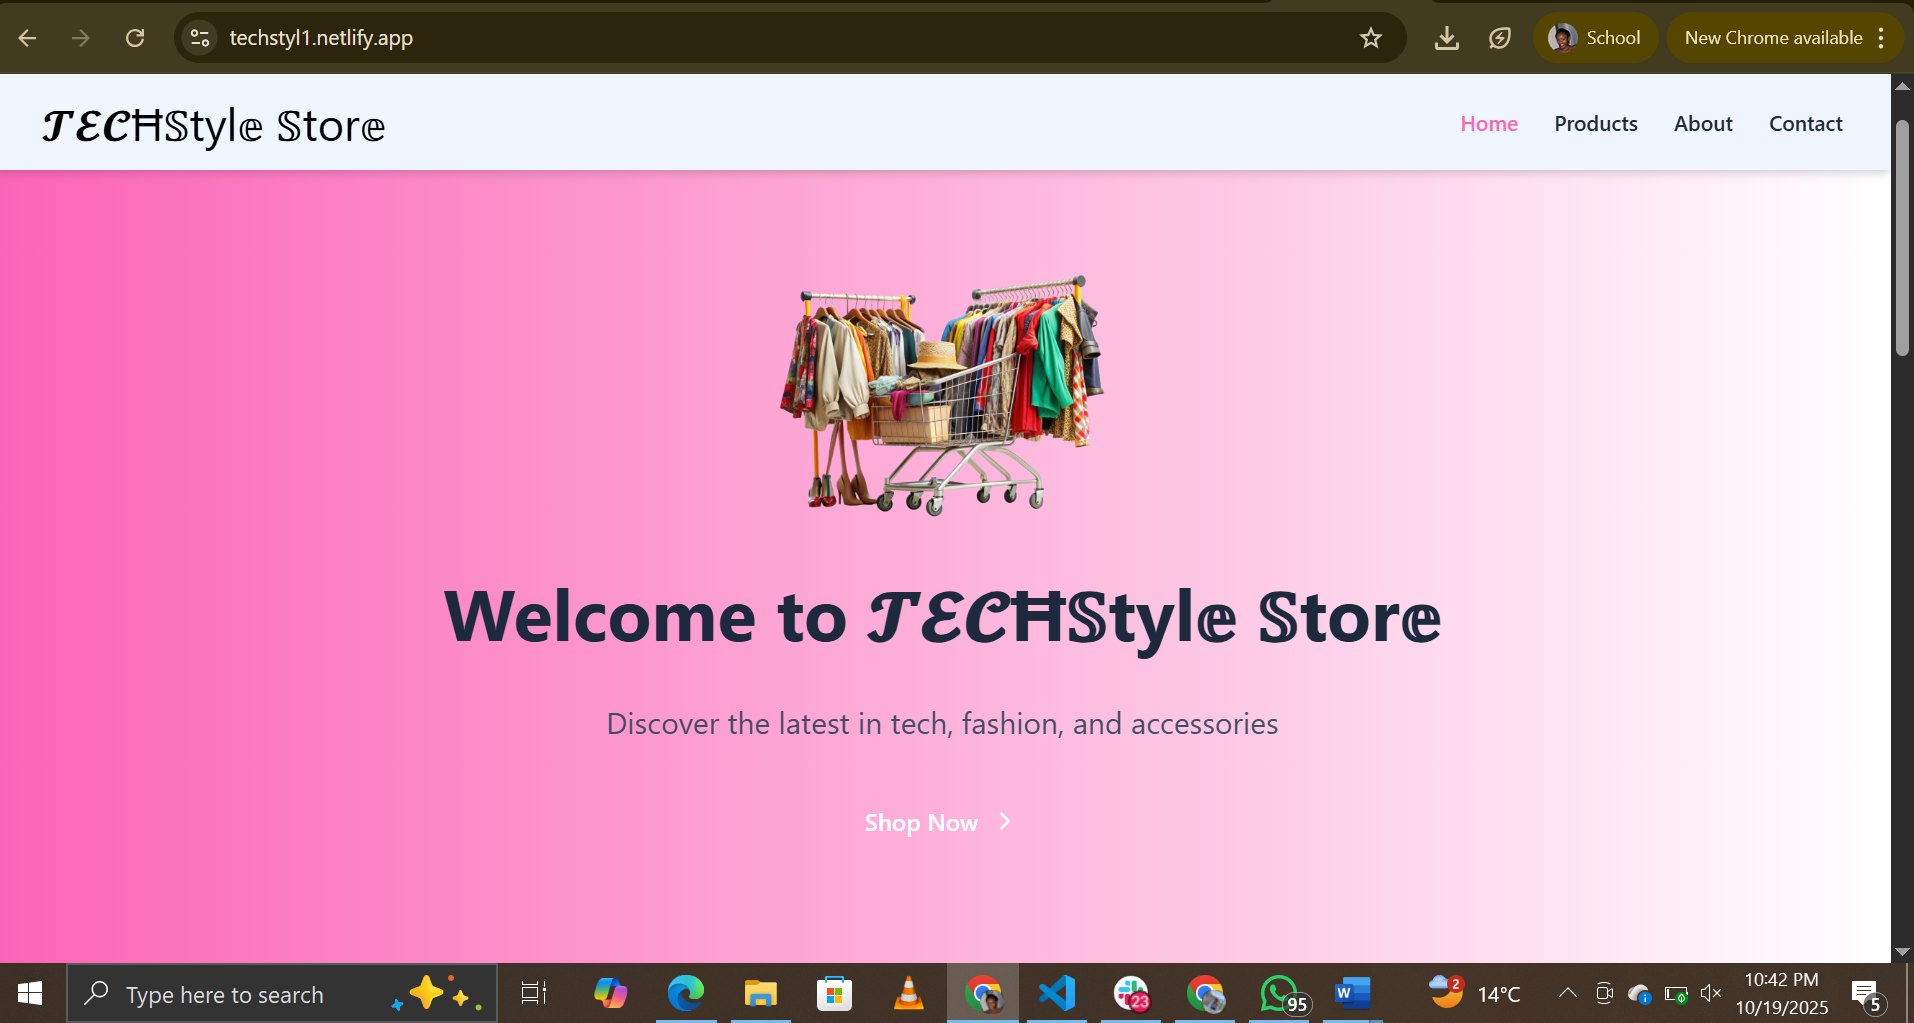 techstyl1.netlify.app
School
New Chrome available
𝓣𝓔𝓒Ħ𝕊tyl𝕖 𝕊tor𝕖
Home Products About Contact
Welcome to 𝓣𝓔𝓒Ħ𝕊tyl𝕖 𝕊tor𝕖
Discover the latest in tech, fashion, and accessories
Shop Now
Type here to search
23
95
W
2
14°C
10:42 PM
10/19/2025
5